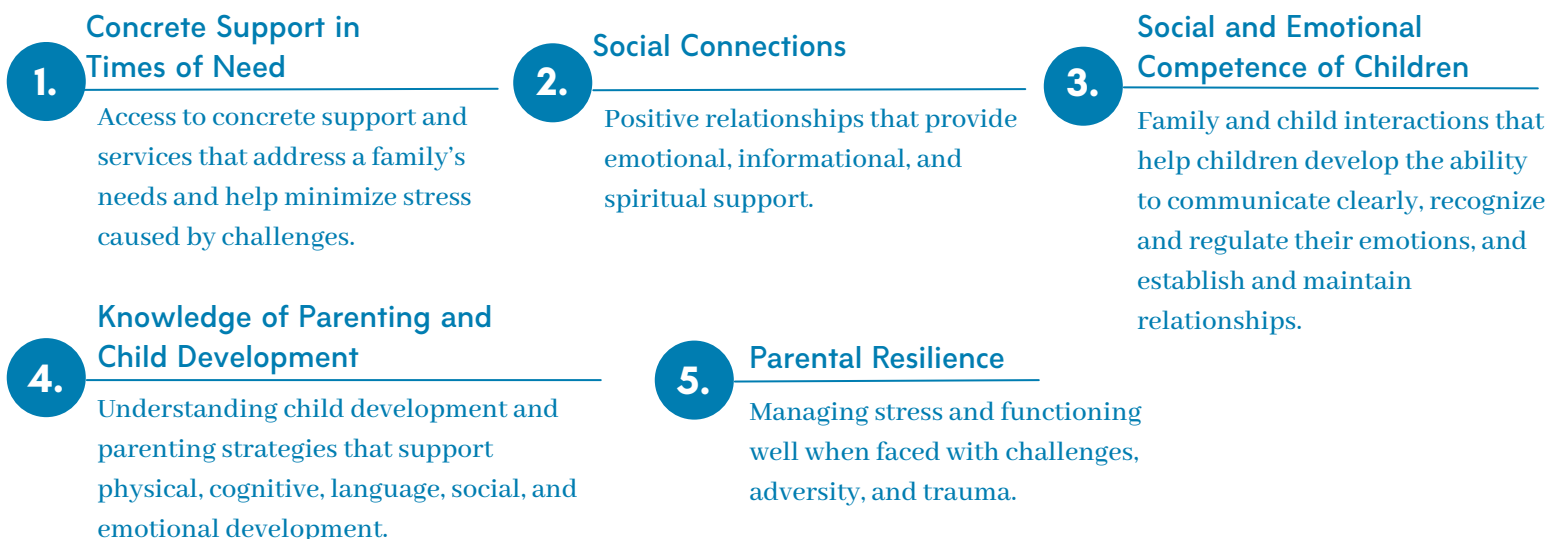 1.
Concrete Support in
Times of Need
Access to concrete support and
services that address a family’s
needs and help minimize stress
caused by challenges.
2.
Social Connections
Positive relationships that provide
emotional, informational, and
spiritual support.
3.
Social and Emotional
Competence of Children
Family and child interactions that
help children develop the ability
to communicate clearly, recognize
and regulate their emotions, and
establish and maintain
relationships.
4.
Knowledge of Parenting and
Child Development
Understanding child development and
parenting strategies that support
physical, cognitive, language, social, and
emotional development.
5.
Parental Resilience
Managing stress and functioning
well when faced with challenges,
adversity, and trauma.